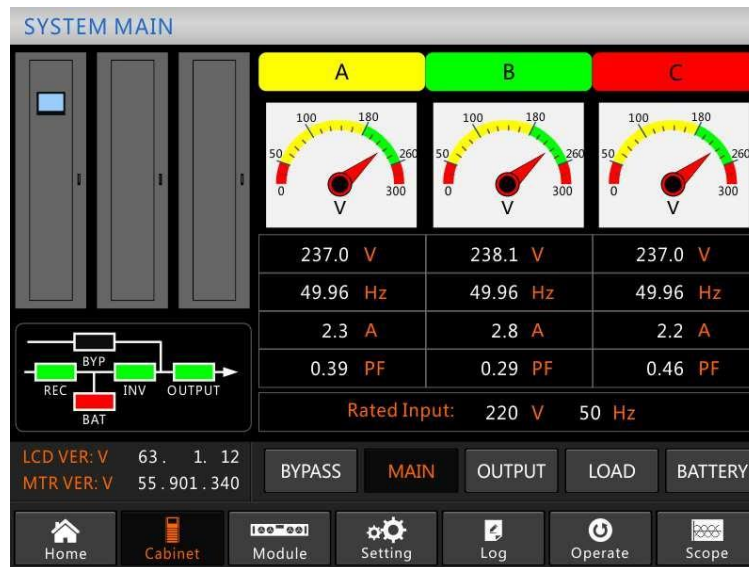 SYSTEM MAIN
A B C
100 180 50 260 0 300 V
100 180 50 260 0 300 V
100 180 50 260 0 300 V
237.0 V 238.1 V 237.0 V
49.96 Hz 49.96 Hz 49.96 Hz
2.3 A 2.8 A 2.2 A
0.39 PF 0.29 PF 0.46 PF
Rated Input: 220 V 50 Hz
BYP
REC INV OUTPUT
BAT
LCD VER: V 63. 1. 12
MTR VER: V 55.901.340
BYPASS MAIN OUTPUT LOAD BATTERY
Home Cabinet Module Setting Log Operate Scope